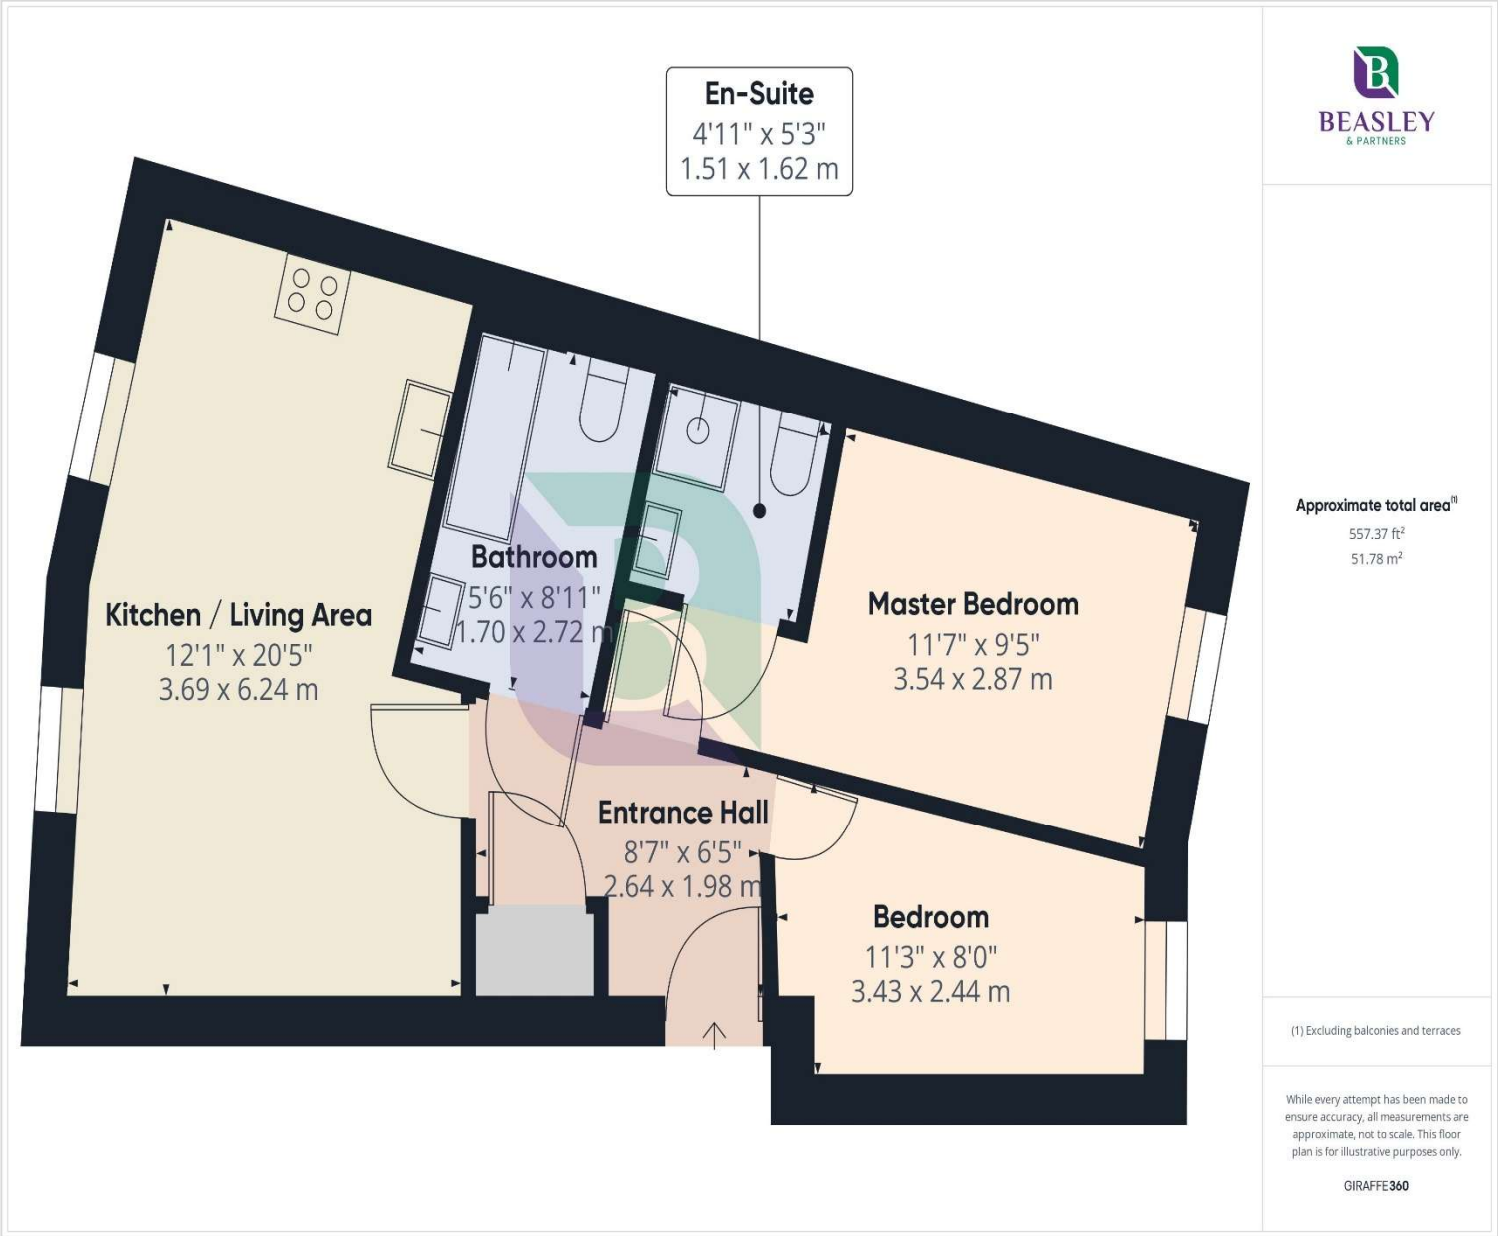 En-Suite
4'11" x 5'3"
1.51 x 1.62 m
Bathroom
5'6" x 8'11"
1.70 x 2.72 m
Kitchen / Living Area
12'1" x 20'5"
3.69 x 6.24 m
Master Bedroom
11'7" x 9'5"
3.54 x 2.87 m
Entrance Hall
8'7" x 6'5"
2.64 x 1.98 m
Bedroom
11'3" x 8'0"
3.43 x 2.44 m
B
BEASLEY
& PARTNERS
Approximate total area(1)
557.37 ft²
51.78 m²
(1) Excluding balconies and terraces
While every attempt has been made to
ensure accuracy, all measurements are
approximate, not to scale. This floor
plan is for illustrative purposes only.
GIRAFFE360